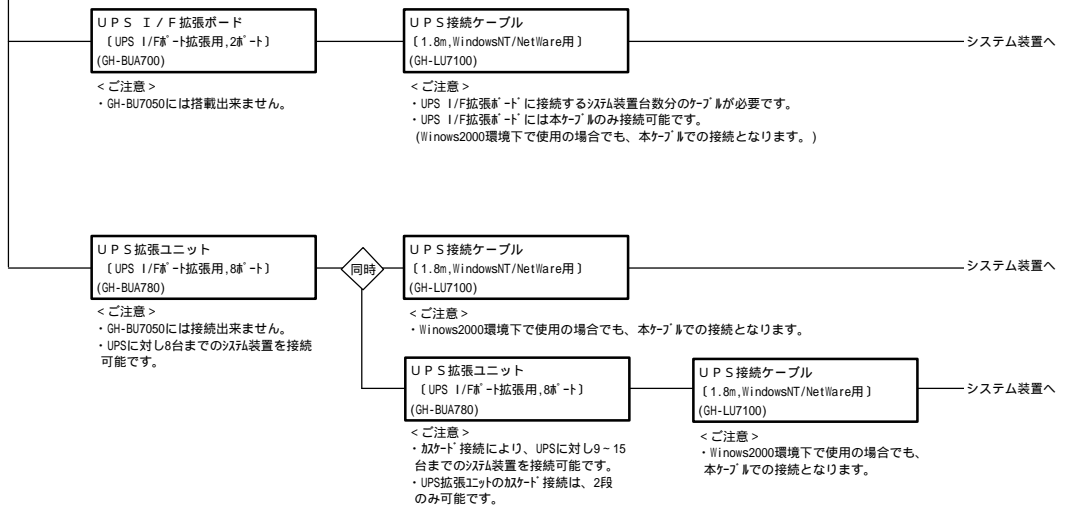 ＵＰＳ Ｉ／Ｆ拡張ボード
〔UPS I/Fﾎﾟｰﾄ拡張用,2ﾎﾟｰﾄ〕
(GH-BUA700)
＜ご注意＞
・GH-BU7050には搭載出来ません。
ＵＰＳ接続ケーブル
〔1.8m,WindowsNT/NetWare用〕
(GH-LU7100)
システム装置へ
＜ご注意＞
・UPS I/F拡張ﾎﾞｰﾄﾞに接続するｼｽﾃﾑ装置台数分のｹｰﾌﾞﾙが必要です。
・UPS I/F拡張ﾎﾞｰﾄﾞには本ｹｰﾌﾞﾙのみ接続可能です。
(Winows2000環境下で使用の場合でも、本ｹｰﾌﾞﾙでの接続となります。)
ＵＰＳ拡張ユニット
〔UPS I/Fﾎﾟｰﾄ拡張用,8ﾎﾟｰﾄ〕
(GH-BUA780)
＜ご注意＞
・GH-BU7050には接続出来ません。
・UPSに対し8台までのｼｽﾃﾑ装置を接続
可能です。
同時
ＵＰＳ接続ケーブル
〔1.8m,WindowsNT/NetWare用〕
(GH-LU7100)
システム装置へ
＜ご注意＞
・Winows2000環境下で使用の場合でも、本ｹｰﾌﾞﾙでの接続となります。
ＵＰＳ拡張ユニット
〔UPS I/Fﾎﾟｰﾄ拡張用,8ﾎﾟｰﾄ〕
(GH-BUA780)
＜ご注意＞
・ｶｽｹｰﾄﾞ接続により、UPSに対し9～15
台までのｼｽﾃﾑ装置を接続可能です。
・UPS拡張ﾕﾆｯﾄのｶｽｹｰﾄﾞ接続は、2段
のみ可能です。
ＵＰＳ接続ケーブル
〔1.8m,WindowsNT/NetWare用〕
(GH-LU7100)
システム装置へ
＜ご注意＞
・Winows2000環境下で使用の場合でも、
本ｹｰﾌﾞﾙでの接続となります。